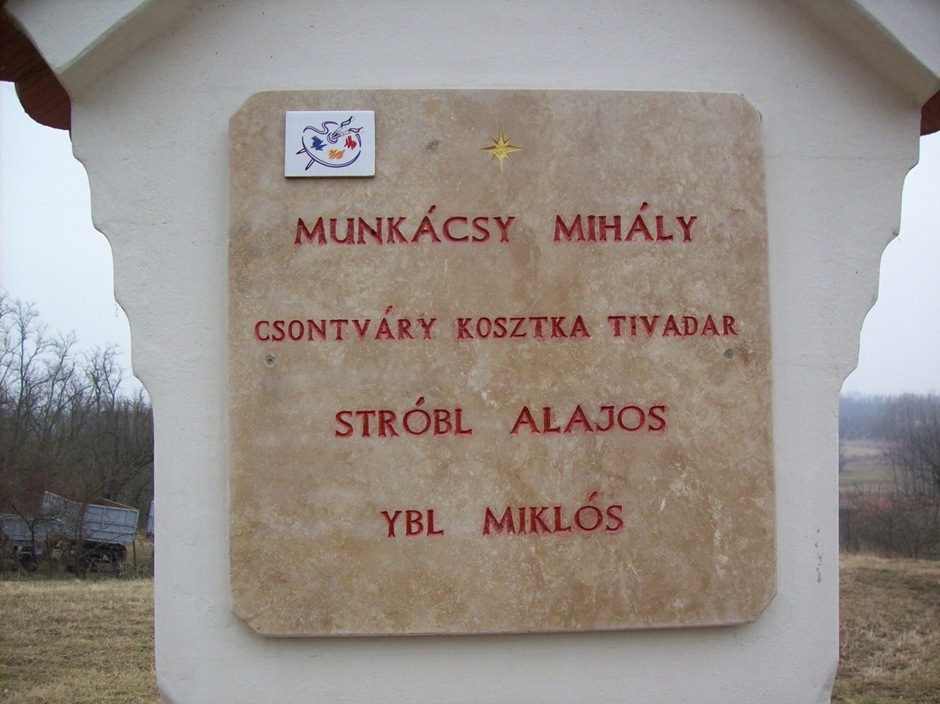 MUNKÁCSY MIHÁLY
CSONTVÁRY KOSZTKA TIVADAR
STRÓBL ALAJOS
YBL MIKLÓS